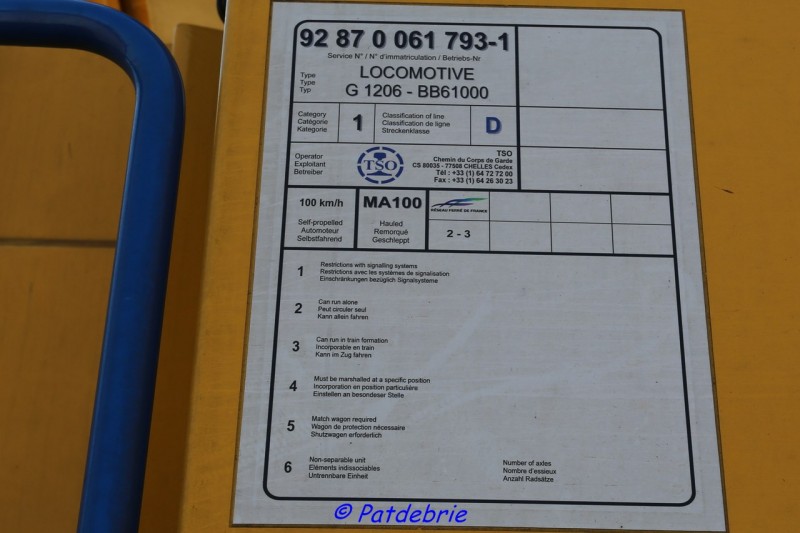 92 87 0 061 793-1
Service N° / N° d'immatriculation / Betriebs-Nr
Type
Type
Typ
LOCOMOTIVE
G 1206 - BB61000
Category
Catégorie
Kategorie
1
Classification of line
Classification de ligne
Streckenklasse
D
Operator
Exploitant
Betreiber
TSO
TSO
Chemin du Corps de Garde
CS 80035 - 77508 CHELLES Cedex
Tél : +33 (1) 64 72 72 00
Fax : +33 (1) 64 26 30 23
100 km/h
Self-propelled
Automoteur
Selbstfahrend
MA100
Hauled
Remorqué
Geschleppt
RÉSEAU FERRÉ DE FRANCE
2 - 3
1
Restrictions with signalling systems
Restrictions avec les systèmes de signalisation
Einschränkungen bezüglich Signalsysteme
2
Can run alone
Peut circuler seul
Kann allein fahren
3
Can run in train formation
Incorporable en train
Kann im Zug fahren
4
Must be marshalled at a specific position
Incorporation en position particulière
Einstellen an besondeser Stelle
5
Match wagon required
Wagon de protection nécessaire
Shutzwagen erforderlich
6
Non-separable unit
Eléments indissociables
Untrennbare Einheit
Number of axles
Nombre d'essieux
Anzahl Radsätze
© Patdebrie